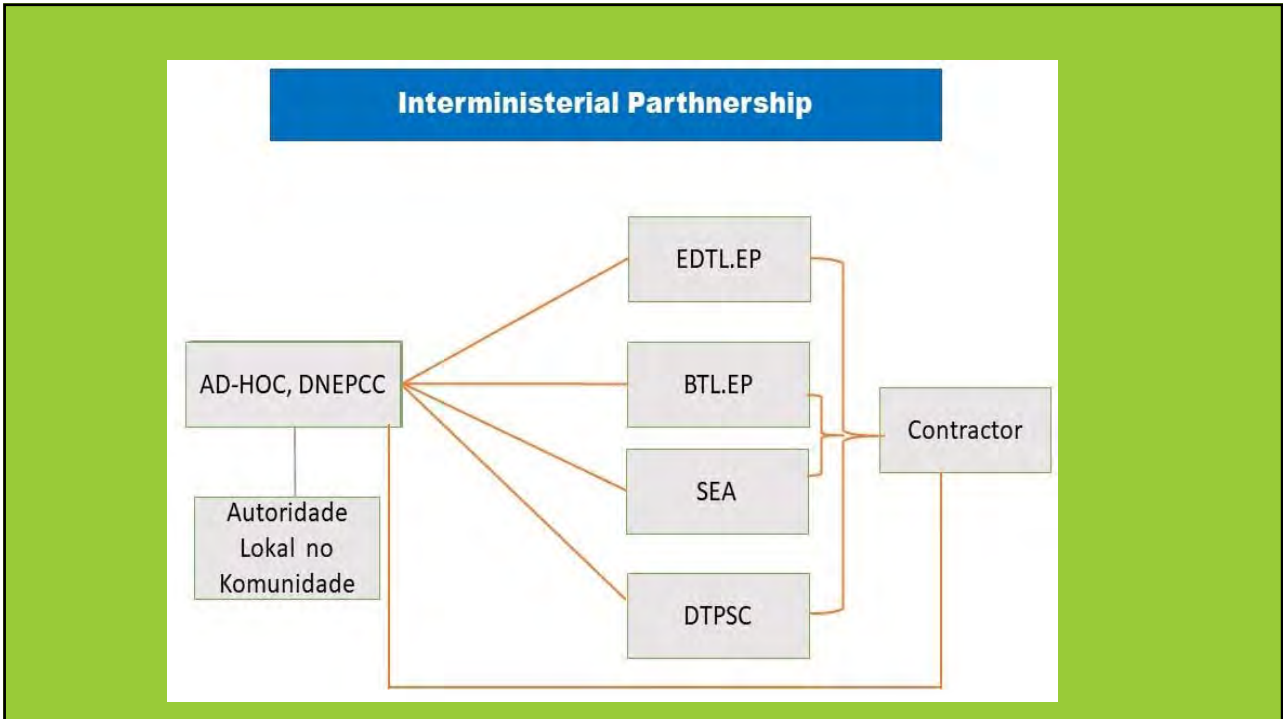 Interministerial Parthnership
EDTL.EP
AD-HOC, DNEPCC
BTL.EP
Contractor
SEA
Autoridade
Lokal no
Komunidade
DTPSC